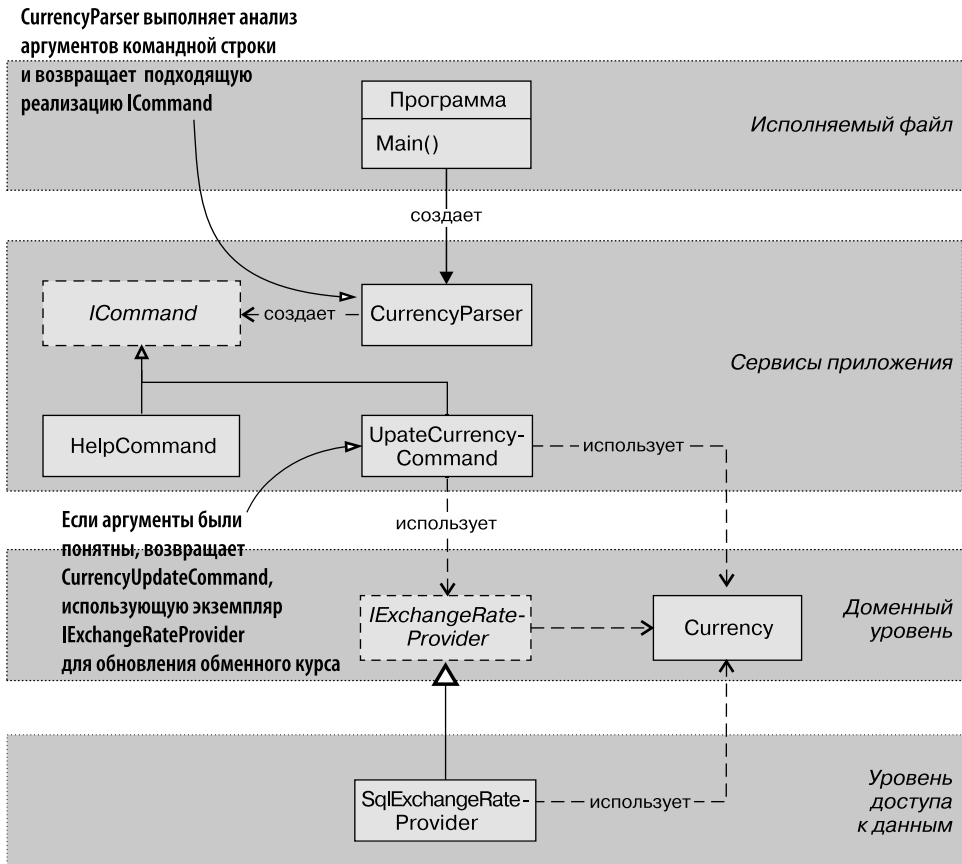 CurrencyParser выполняет анализ
аргументов командной строки
и возвращает подходящую
реализацию ICommand
Программа
Main()
Исполняемый файл
создает
ICommand
создает
CurrencyParser
Сервисы приложения
HelpCommand
UpateCurrency-
Command
использует
Если аргументы были
понятны, возвращает
CurrencyUpdateCommand,
использующую экземпляр
IExchangeRateProvider
для обновления обменного курса
использует
IExchangeRate-
Provider
Currency
Доменный
уровень
SqlExchangeRate-
Provider
использует
Уровень
доступа
к данным